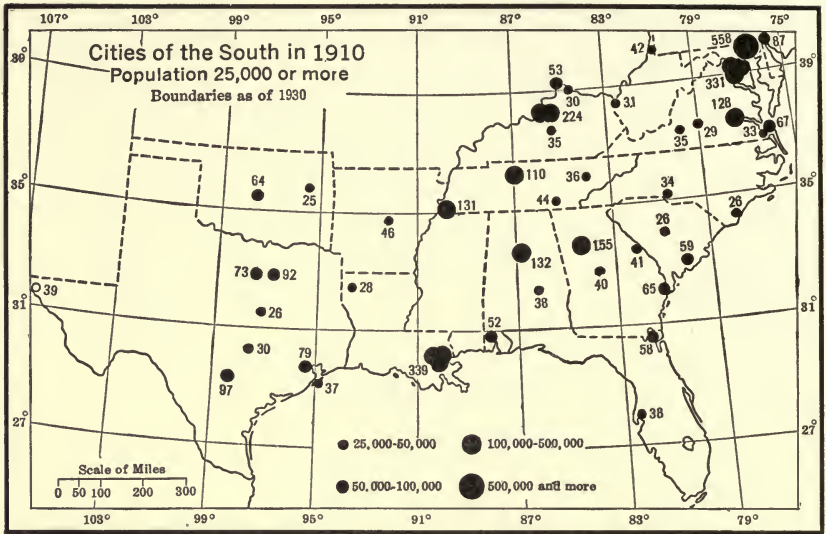 107° 103° 99° 95° 91° 87° 83° 79° 75°
Cities of the South in 1910
Population 25,000 or more
Boundaries as of 1930
39° 39°
42 558 87
53 331
30 31
224 128
35 35 29 33 67
110 36
35° 35°
64 25 131 44 34
46 26 26
73 92 132 155 41 59
39 28 38 40 65
31° 31°
26 52
30 79 339 58
97 37
38
27° 27°
25,000-50,000 100,000-500,000
Scale of Miles
0 50 100 200 300
50,000-100,000 500,000 and more
103° 99° 95° 91° 87° 83° 79°